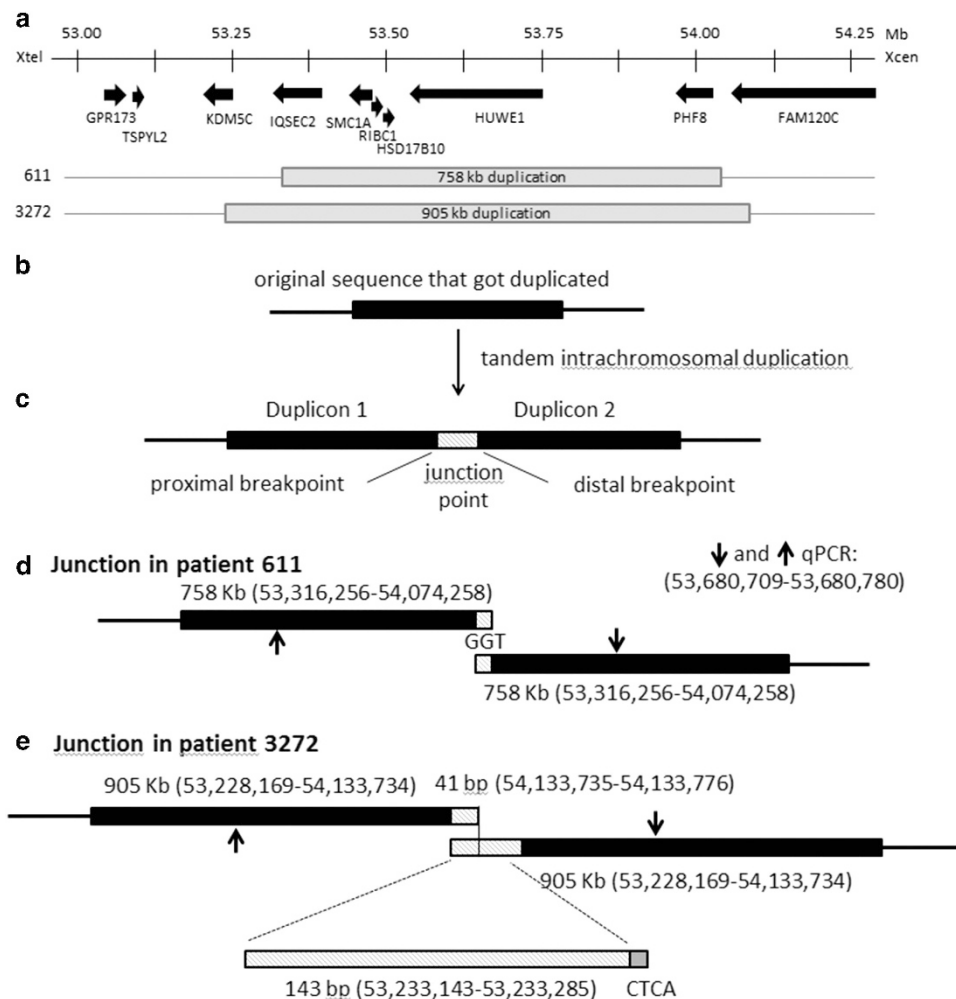 a
53.00 53.25 53.50 53.75 54.00 54.25 Mb
Xtel Xcen
GPR173 TSPYL2 KDM5C IQSEC2 SMC1A RIBC1 HSD17B10 HUWE1 PHF8 FAM120C
611 758 kb duplication
3272 905 kb duplication
b
original sequence that got duplicated
tandem intrachromosomal duplication
c
Duplicon 1 Duplicon 2
proximal breakpoint junction point distal breakpoint
d Junction in patient 611
↓ and ↑ qPCR:
(53,680,709-53,680,780)
758 Kb (53,316,256-54,074,258)
GGT
758 Kb (53,316,256-54,074,258)
e Junction in patient 3272
905 Kb (53,228,169-54,133,734) 41 bp (54,133,735-54,133,776)
905 Kb (53,228,169-54,133,734)
143 bp (53,233,143-53,233,285) CTCA